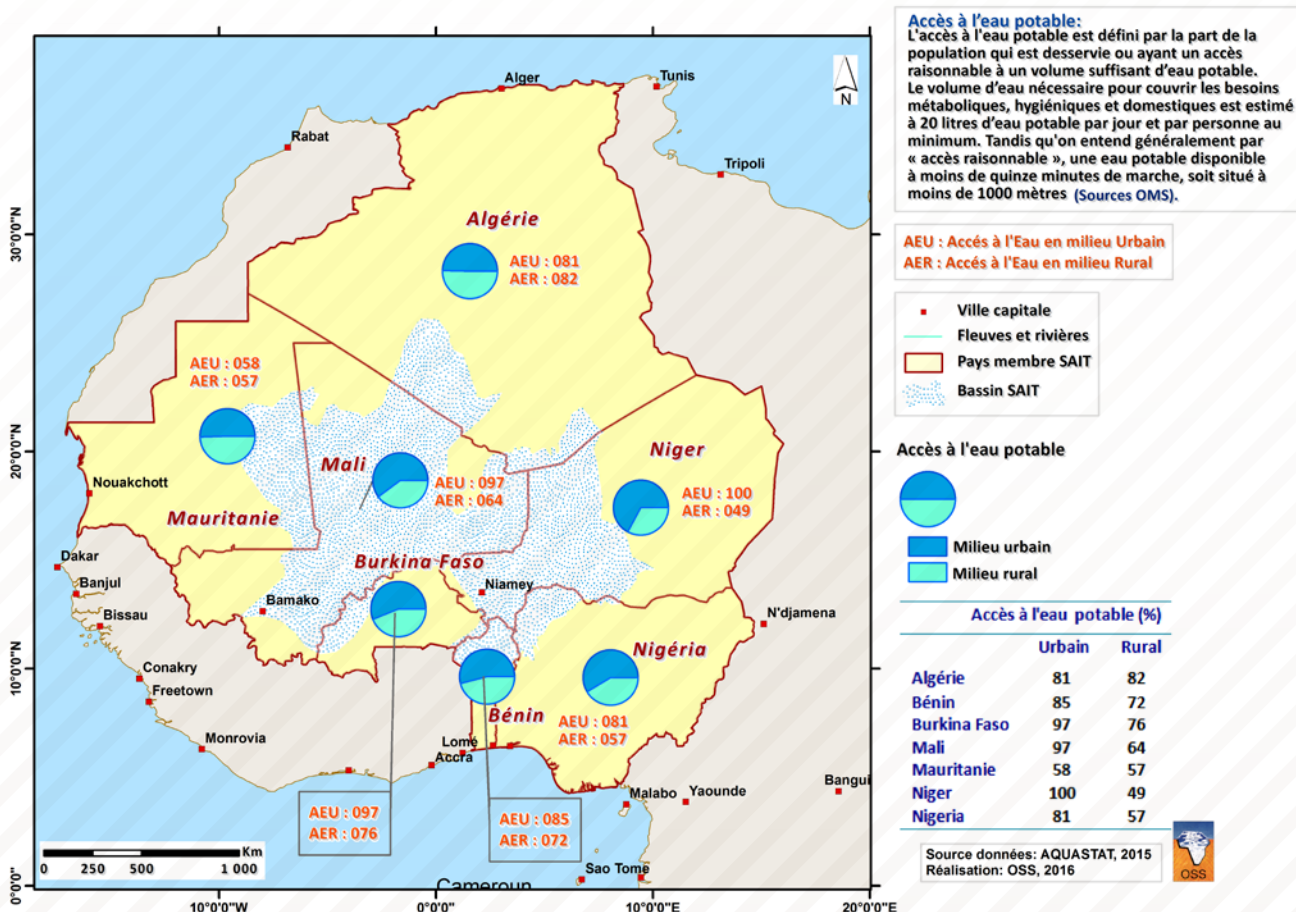 Accès à l'eau potable:
L'accès à l'eau potable est défini par la part de la
population qui est desservie ou ayant un accès
raisonnable à un volume suffisant d'eau potable.
Le volume d'eau nécessaire pour couvrir les besoins
métaboliques, hygiéniques et domestiques est estimé
à 20 litres d'eau potable par jour et par personne au
minimum. Tandis qu'on entend généralement par
« accès raisonnable », une eau potable disponible
à moins de quinze minutes de marche, soit situé à
moins de 1000 mètres (Sources OMS).
AEU : Accés à l'Eau en milieu Urbain
AER : Accés à l'Eau en milieu Rural
Ville capitale
Fleuves et rivières
Pays membre SAIT
Bassin SAIT
Accès à l'eau potable
Milieu urbain
Milieu rural
Accès à l'eau potable (%)
Urbain Rural
Algérie 81 82
Bénin 85 72
Burkina Faso 97 76
Mali 97 64
Mauritanie 58 57
Niger 100 49
Nigeria 81 57
Source données: AQUASTAT, 2015
Réalisation: OSS, 2016
OSS
N
Alger
Tunis
Rabat
Tripoli
Algérie
AEU : 081
AER : 082
AEU : 058
AER : 057
Mali
AEU : 097
AER : 064
Niger
AEU : 100
AER : 049
Nouakchott
Mauritanie
Dakar
Banjul
Bissau
Bamako
Burkina Faso
Niamey
N'djamena
Conakry
Freetown
Monrovia
Nigéria
Bénin
AEU : 081
AER : 057
Lomé
Accra
Malabo
Yaounde
Bangui
AEU : 097
AER : 076
AEU : 085
AER : 072
Sao Tome
Cameroun
Km
0 250 500 1 000
30°0'0"N
20°0'0"N
10°0'0"N
0°0'0"
10°0'0"W
0°0'0"
10°0'0"E
20°0'0"E